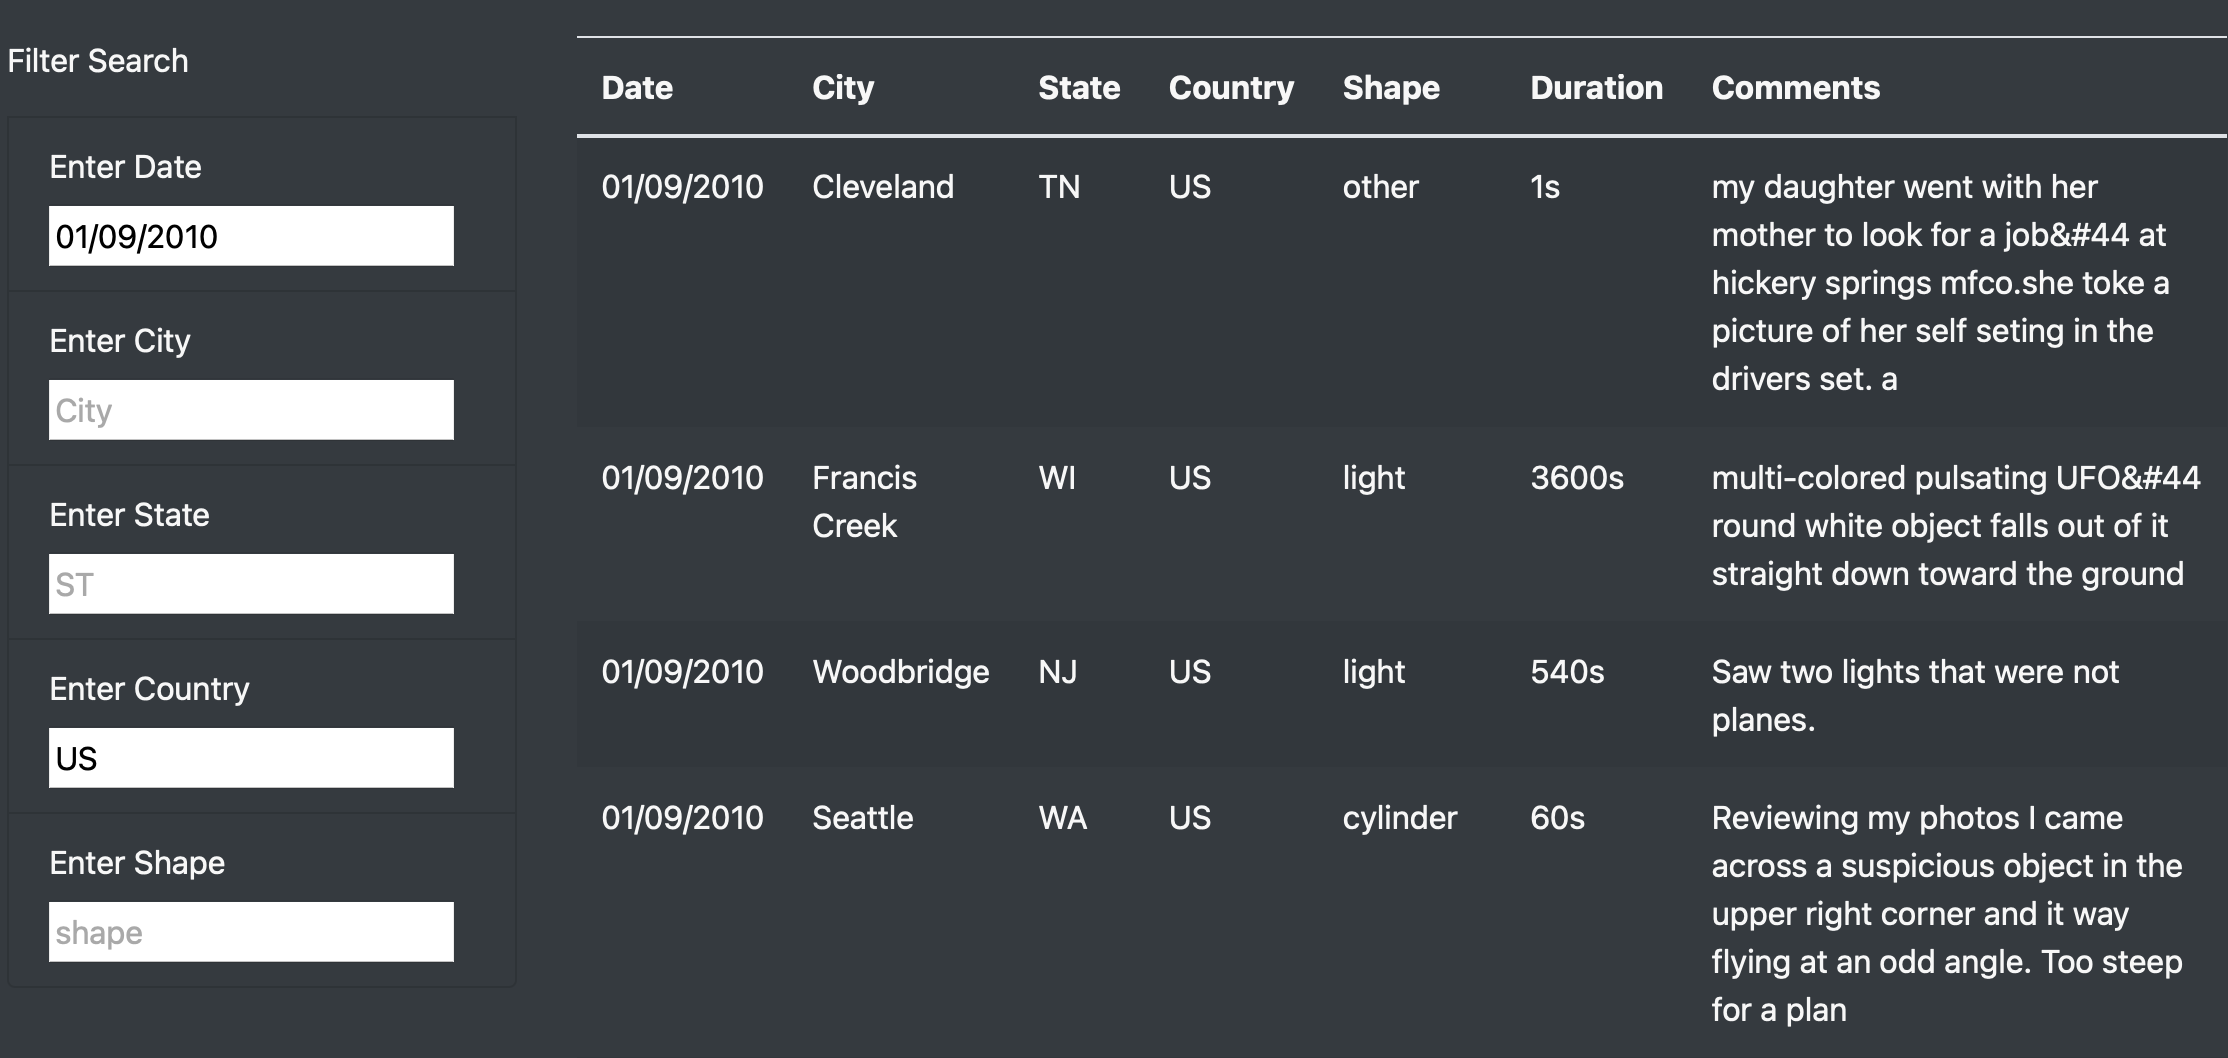 Filter Search
Enter Date
01/09/2010
Enter City
City
Enter State
ST
Enter Country
US
Enter Shape
shape
Date City State Country Shape Duration Comments
01/09/2010 Cleveland TN US other 1s my daughter went with her
mother to look for a job&#44 at
hickery springs mfco.she toke a
picture of her self seting in the
drivers set. a
01/09/2010 Francis WI US light 3600s multi-colored pulsating UFO&#44
Creek round white object falls out of it
straight down toward the ground
01/09/2010 Woodbridge NJ US light 540s Saw two lights that were not
planes.
01/09/2010 Seattle WA US cylinder 60s Reviewing my photos I came
across a suspicious object in the
upper right corner and it way
flying at an odd angle. Too steep
for a plan